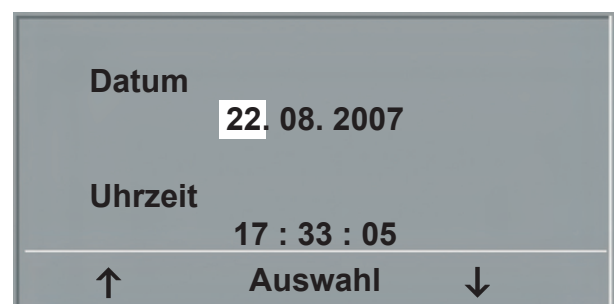 Datum
22. 08. 2007
Uhrzeit
17 : 33 : 05
↑ Auswahl ↓